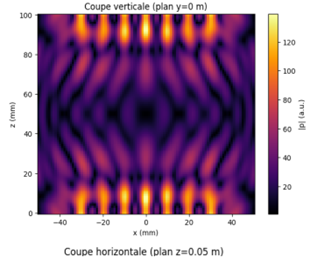 Coupe verticale (plan y=0 m)
100
80
60
40
20
0
z (mm)
−40 −20 0 20 40
x (mm)
120
100
80
60
40
20
|p| (a.u.)
Coupe horizontale (plan z=0.05 m)